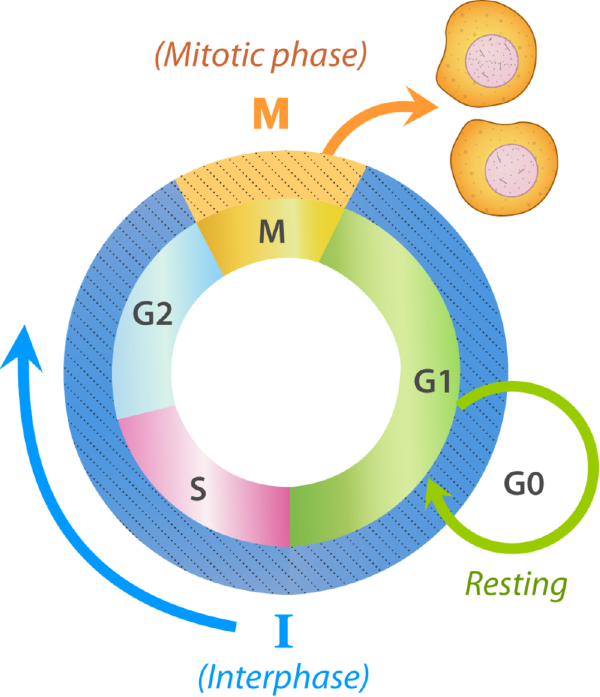 (Mitotic phase)
M
M
G2
G1
S
G0
Resting
I
(Interphase)